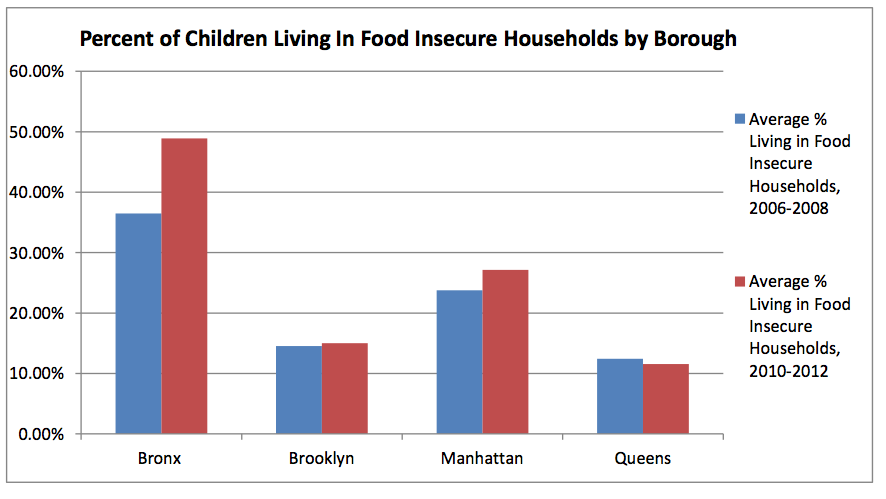 Percent of Children Living In Food Insecure Households by Borough
60.00%
50.00%
40.00%
30.00%
20.00%
10.00%
0.00%
Bronx
Brooklyn
Manhattan
Queens
Average %
Living in Food
Insecure
Households,
2006-2008
Average %
Living in Food
Insecure
Households,
2010-2012